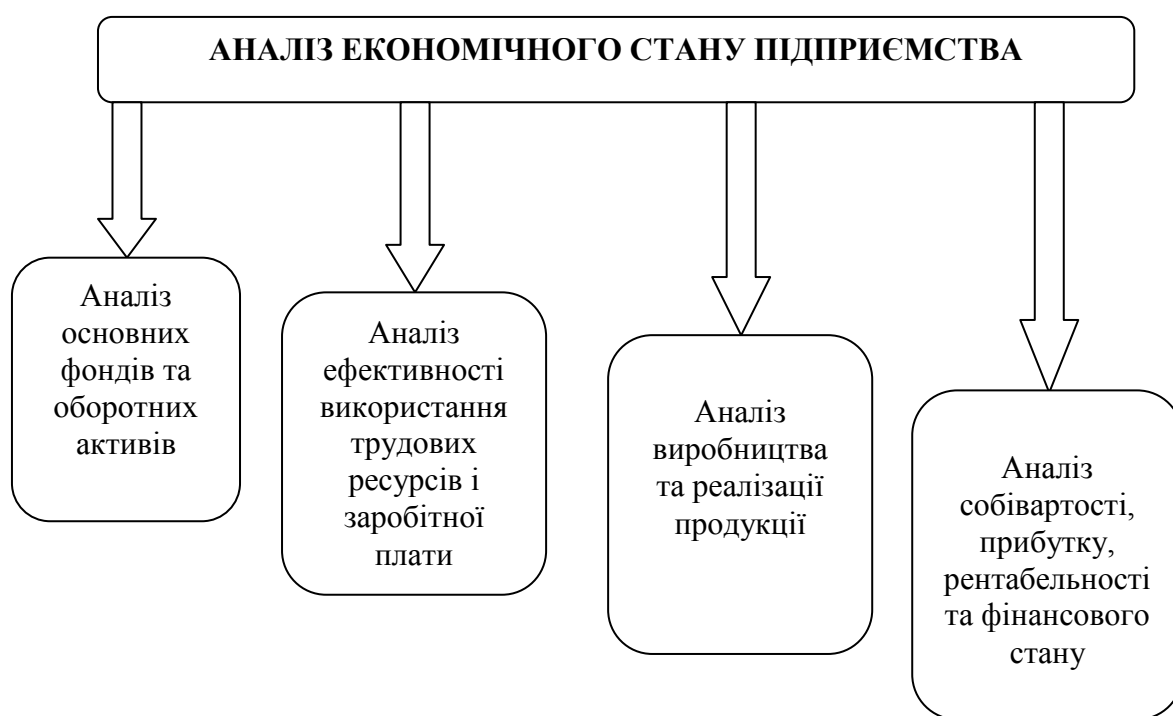 АНАЛІЗ ЕКОНОМІЧНОГО СТАНУ ПІДПРИЄМСТВА
Аналіз
основних
фондів та
оборотних
активів
Аналіз
ефективності
використання
трудових
ресурсів і
заробітної
плати
Аналіз
виробництва
та реалізації
продукції
Аналіз
собівартості,
прибутку,
рентабельності
та фінансового
стану